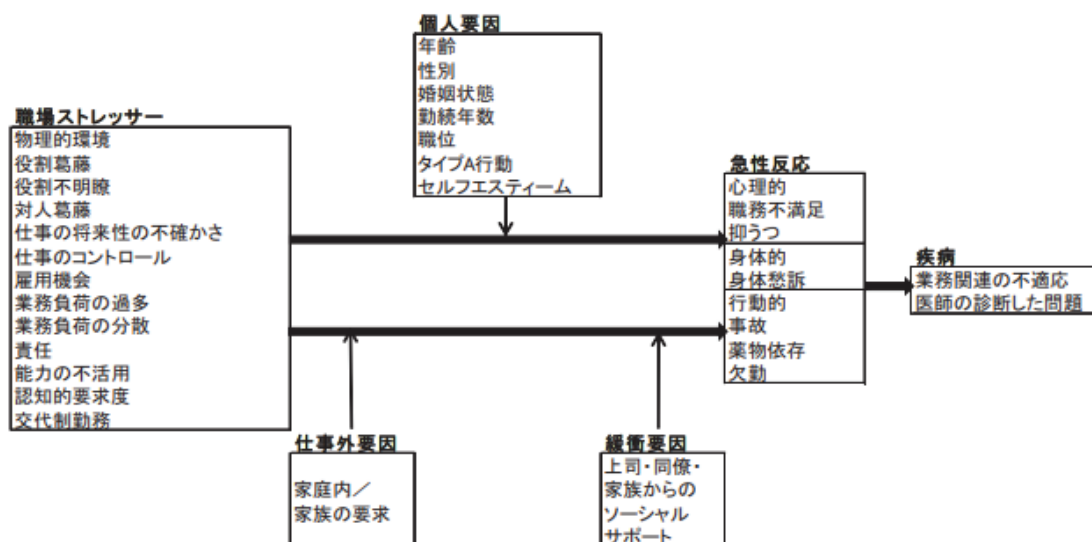 個人要因
年齢
性別
婚姻状態
勤続年数
職位
タイプA行動
セルフエスティーム
職場ストレッサー
物理的環境
役割葛藤
役割不明瞭
対人葛藤
仕事の将来性の不確かさ
仕事のコントロール
雇用機会
業務負荷の過多
業務負荷の分散
責任
能力の不活用
認知的要求度
交代制勤務
急性反応
心理的
職務不満足
抑うつ
身体的
身体愁訴
行動的
事故
薬物依存
欠勤
疾病
業務関連の不適応
医師の診断した問題
仕事外要因
家庭内／
家族の要求
緩衝要因
上司・同僚・
家族からの
ソーシャル
サポート